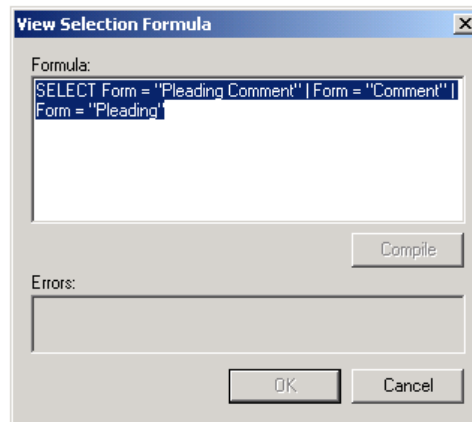 View Selection Formula
Formula:
SELECT Form = "Pleading Comment" | Form = "Comment" |
Form = "Pleading"
Compile
Errors:
OK
Cancel